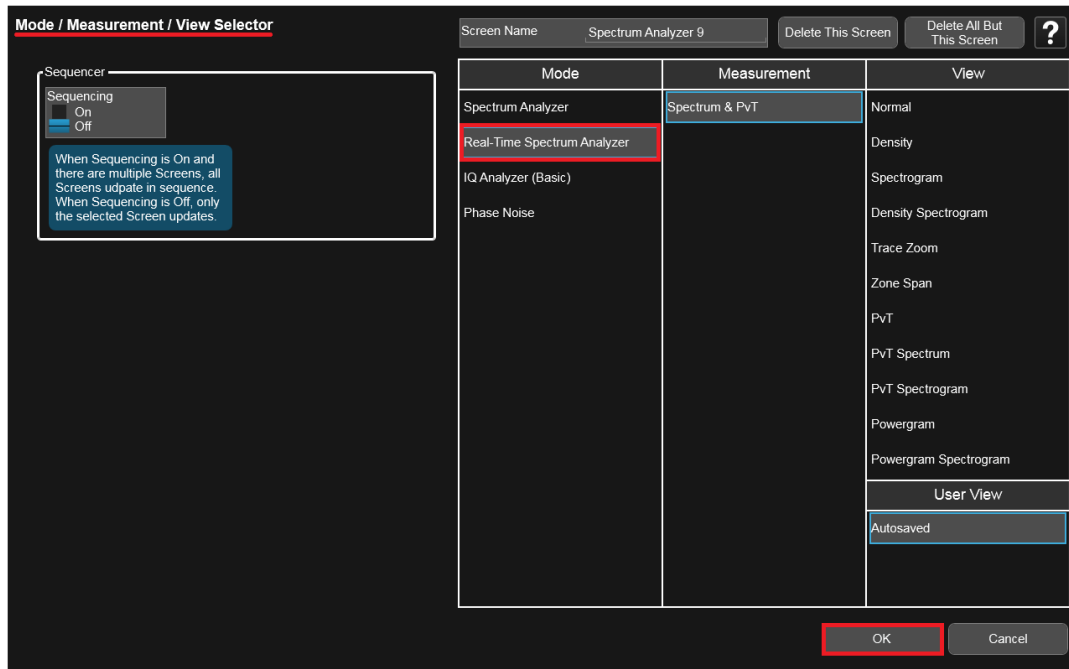 Mode / Measurement / View Selector
Screen Name
Spectrum Analyzer 9
Delete This Screen
Delete All But
This Screen
?
Sequencer
Sequencing
On
Off
When Sequencing is On and
there are multiple Screens, all
Screens udpate in sequence.
When Sequencing is Off, only
the selected Screen updates.
Mode
Spectrum Analyzer
Real-Time Spectrum Analyzer
IQ Analyzer (Basic)
Phase Noise
Measurement
Spectrum & PvT
View
Normal
Density
Spectrogram
Density Spectrogram
Trace Zoom
Zone Span
PvT
PvT Spectrum
PvT Spectrogram
Powergram
Powergram Spectrogram
User View
Autosaved
OK
Cancel